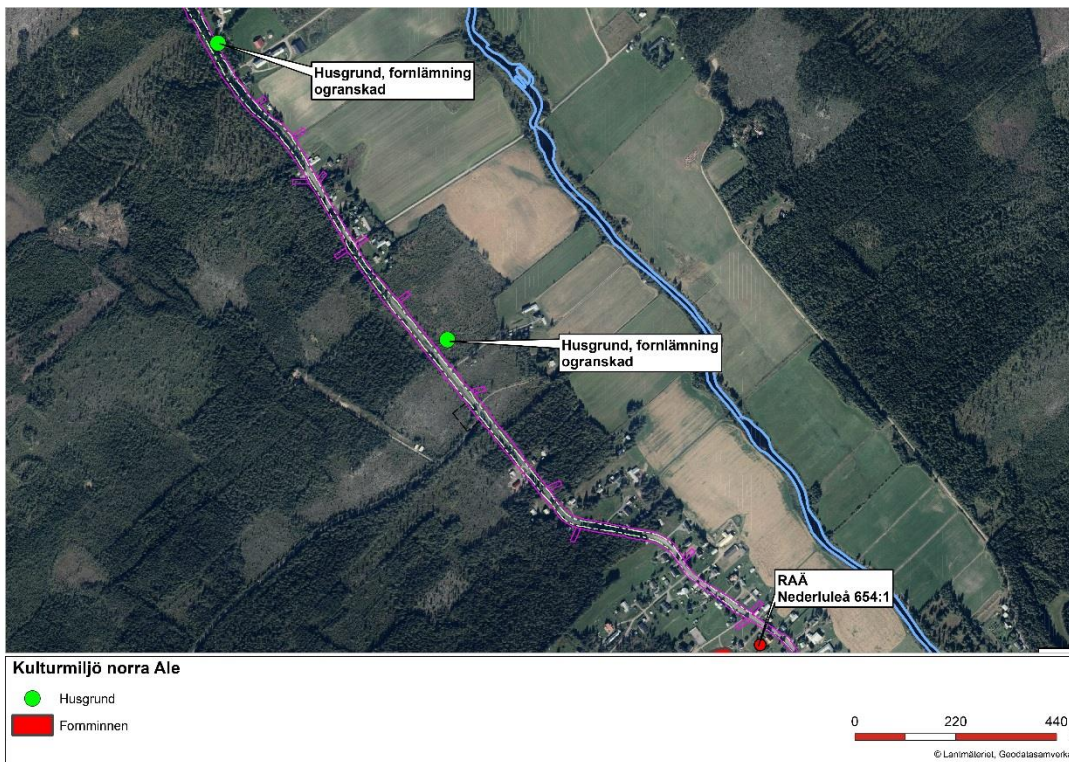 Husgrund, fornlämning
ogranskad
Husgrund, fornlämning
ogranskad
RAÄ
Nederluleå 654:1
Kulturmiljö norra Ale
Husgrund
Fornminnen
0 220 440
© Lantmäteriet, Geodatasamverka